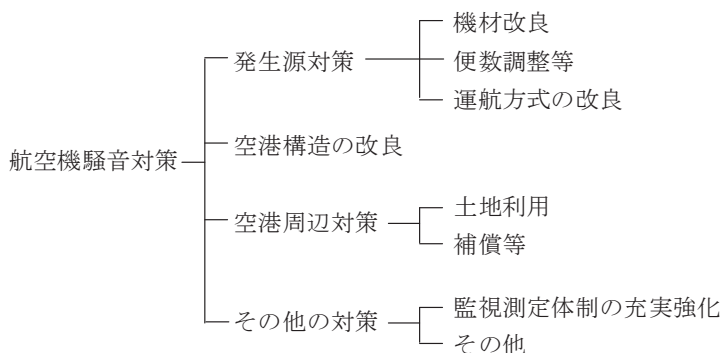 航空機騒音対策
発生源対策
機材改良
便数調整等
運航方式の改良
空港構造の改良
空港周辺対策
土地利用
補償等
その他の対策
監視測定体制の充実強化
その他